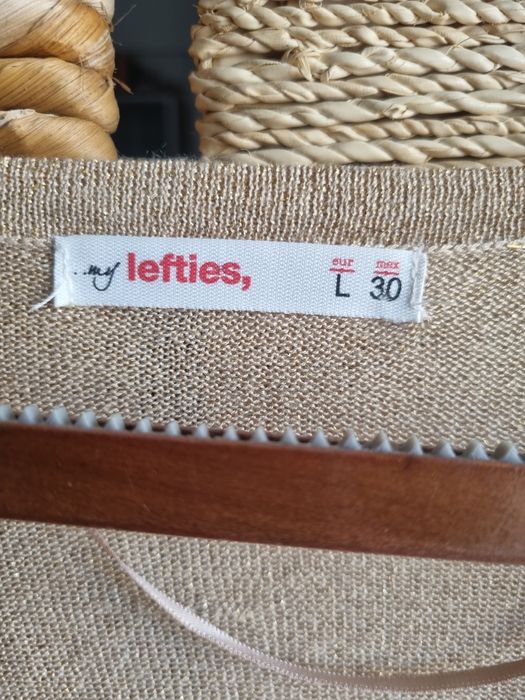 ..my lefties,
eur mex
L 30